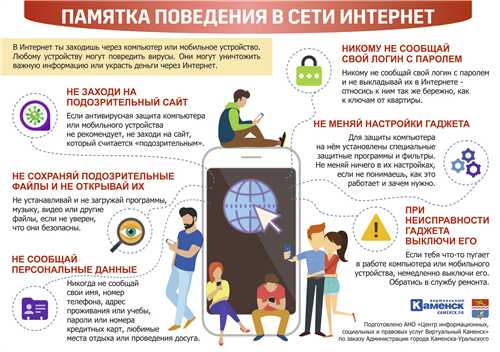 ПАМЯТКА ПОВЕДЕНИЯ В СЕТИ ИНТЕРНЕТ
В Интернет ты заходишь через компьютер или мобильное устройство.
Любому устройству могут повредить вирусы. Они могут уничтожить
важную информацию или украсть деньги через Интернет.
НЕ ЗАХОДИ НА
ПОДОЗРИТЕЛЬНЫЙ САЙТ
Если антивирусная защита компьютера
или мобильного устройства
не рекомендует, не заходи на сайт,
который считается «подозрительным».
НЕ СОХРАНЯЙ ПОДОЗРИТЕЛЬНЫЕ
ФАЙЛЫ И НЕ ОТКРЫВАЙ ИХ
Не устанавливай и не загружай программы,
музыку, видео или другие
файлы, если не уверен,
что они безопасны.
НЕ СООБЩАЙ
ПЕРСОНАЛЬНЫЕ ДАННЫЕ
Никогда не сообщай
свои имя, номер
телефона, адрес
проживания или учебы,
пароли или номера
кредитных карт, любимые
места отдыха или проведения досуга.
НИКОМУ НЕ СООБЩАЙ
СВОЙ ЛОГИН С ПАРОЛЕМ
Никому не сообщай свой логин с паролем
и не выкладывай их в Интернете -
относись к ним так же бережно, как
к ключам от квартиры.
НЕ МЕНЯЙ НАСТРОЙКИ ГАДЖЕТА
Для защиты компьютера
на нём установлены специальные
защитные программы и фильтры.
Не меняй ничего в их настройках,
если не понимаешь, как это
работает и зачем нужно.
ПРИ
НЕИСПРАВНОСТИ
ГАДЖЕТА
ВЫКЛЮЧИ ЕГО
Если тебя что-то пугает
в работе компьютера или мобильного
устройства, немедленно выключи его.
Обратись в службу ремонта.
ВИРТУАЛЬНЫЙ
КАМЕНСК
KAMENSK.RU
Подготовлено АНО «Центр информационных,
социальных и правовых услуг Виртуальный Каменск»
по заказу Администрации города Каменска-Уральского